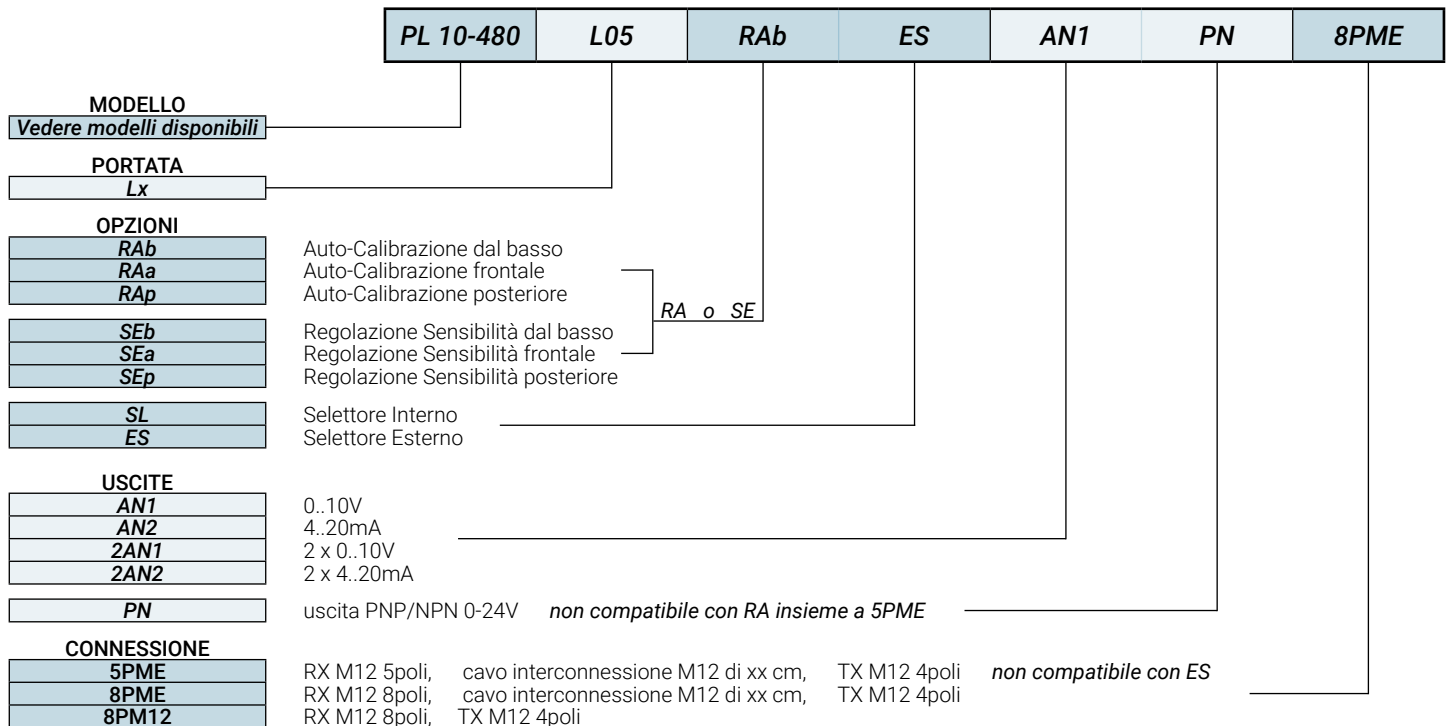 PL 10-480 L05 RAb ES AN1 PN 8PME
MODELLO
Vedere modelli disponibili
PORTATA
Lx
OPZIONI
RAb Auto-Calibrazione dal basso
RAa Auto-Calibrazione frontale
RAp Auto-Calibrazione posteriore
RA o SE
SEb Regolazione Sensibilità dal basso
SEa Regolazione Sensibilità frontale
SEp Regolazione Sensibilità posteriore
SL Selettore Interno
ES Selettore Esterno
USCITE
AN1 0..10V
AN2 4..20mA
2AN1 2 x 0..10V
2AN2 2 x 4..20mA
PN uscita PNP/NPN 0-24V non compatibile con RA insieme a 5PME
CONNESSIONE
5PME RX M12 5poli, cavo interconnessione M12 di xx cm, TX M12 4poli non compatibile con ES
8PME RX M12 8poli, cavo interconnessione M12 di xx cm, TX M12 4poli
8PM12 RX M12 8poli, TX M12 4poli